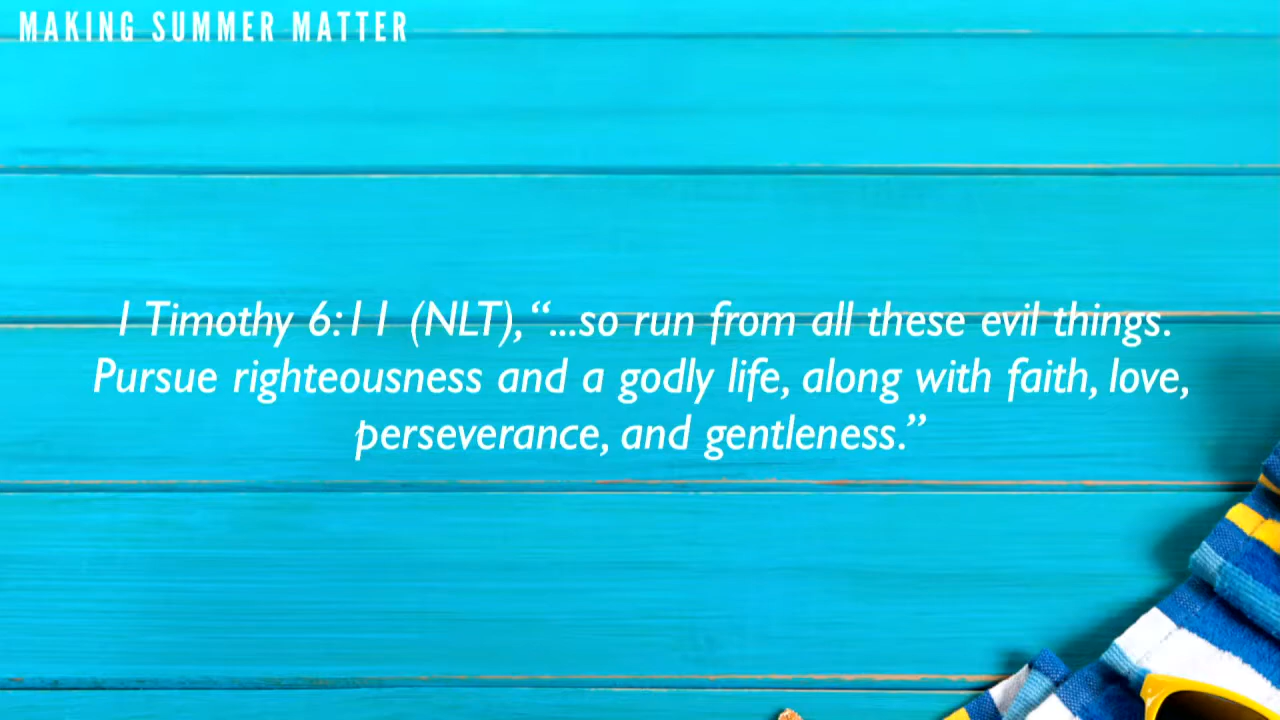 MAKING SUMMER MATTER
1 Timothy 6:11 (NLT), “...so run from all these evil things.
Pursue righteousness and a godly life, along with faith, love,
perseverance, and gentleness.”